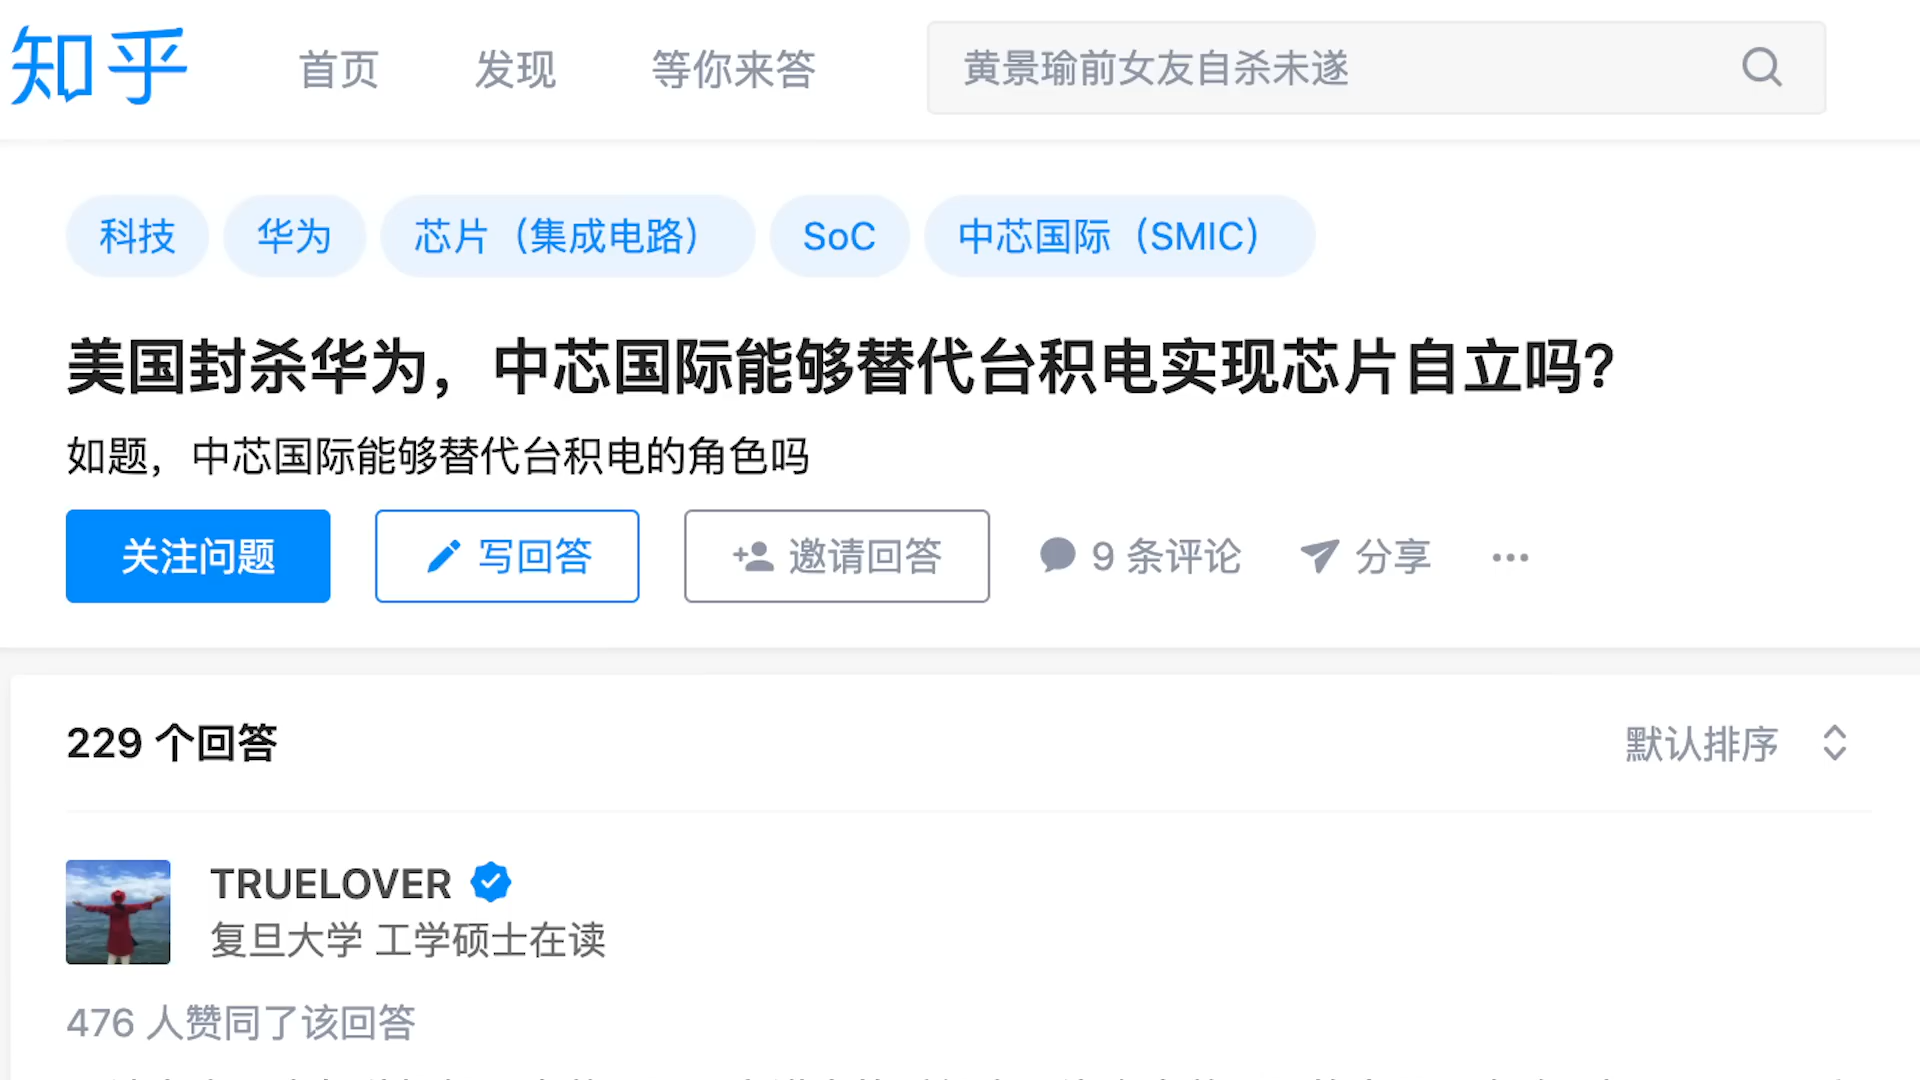 知乎 首页 发现 等你来答 黄景瑜前女友自杀未遂
科技 华为 芯片（集成电路） SoC 中芯国际（SMIC）
美国封杀华为，中芯国际能够替代台积电实现芯片自立吗？
如题，中芯国际能够替代台积电的角色吗
关注问题 写回答 邀请回答 9 条评论 分享
229 个回答 默认排序
TRUELOVER
复旦大学 工学硕士在读
476 人赞同了该回答